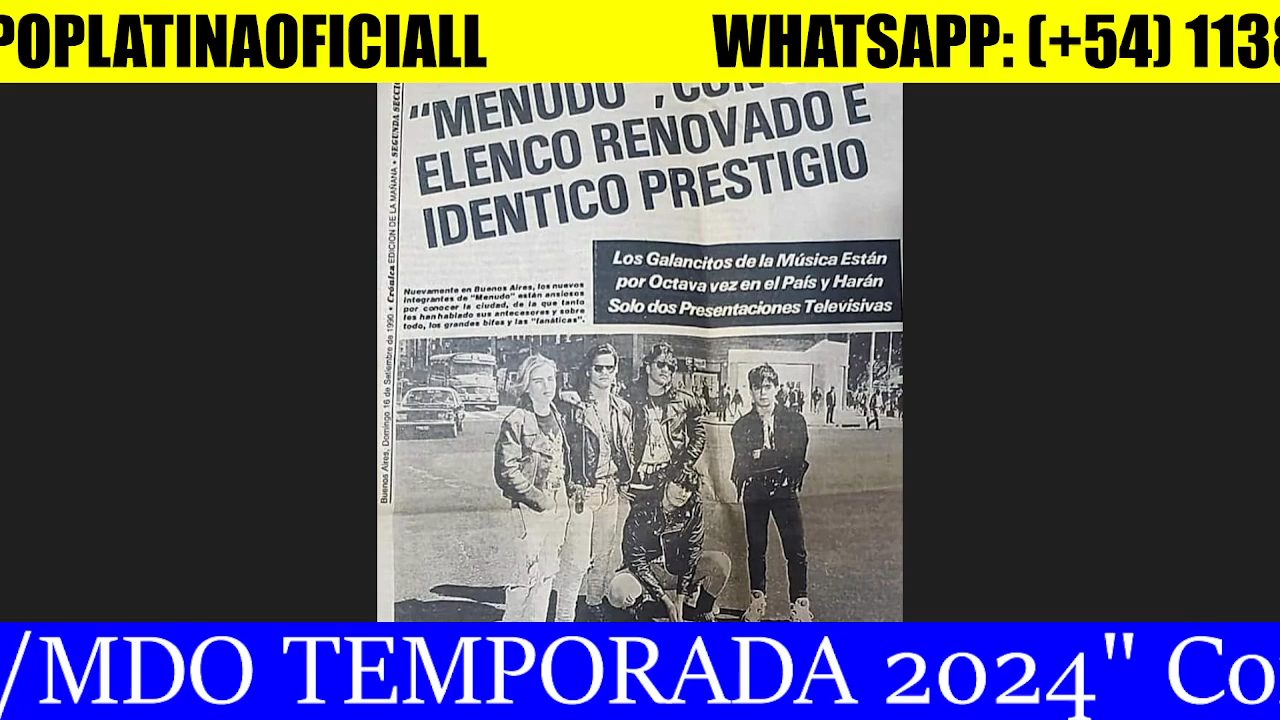 POPLATINAOFICIALL
WHATSAPP: (+54) 1138
"MENUDO", CON
ELENCO RENOVADO E
IDENTICO PRESTIGIO
Los Galancitos de la Música Están
por Octava vez en el País y Harán
Solo dos Presentaciones Televisivas
Nuevamente en Buenos Aires, los nuevos
integrantes de "Menudo" están ansiosos
por conocer la ciudad, de la que tanto
les han hablado sus antecesores y sobre
todo, los grandes bifes y las "fanáticas".
Buenos Aires, Domingo 16 de Setiembre de 1990 • Crónica EDICION DE LA MAÑANA • SEGUNDA SECCIO
/MDO TEMPORADA 2024" Co